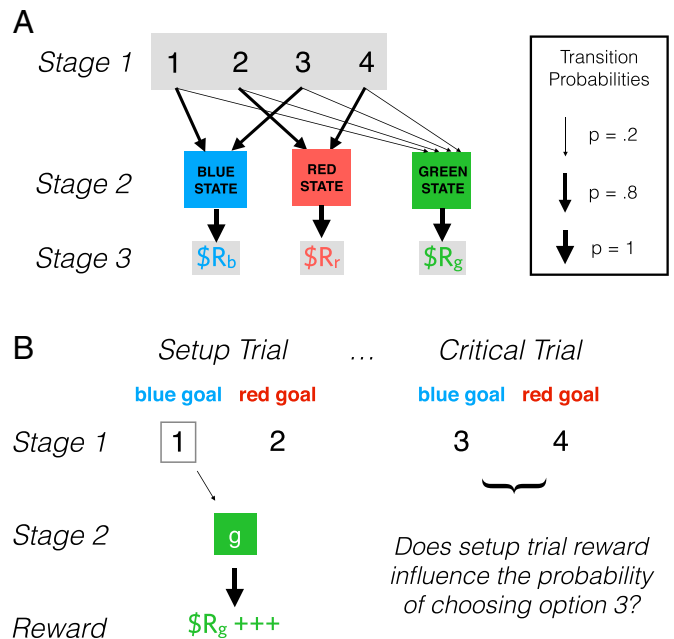 A
Stage 1
1 2 3 4
Transition
Probabilities
p = .2
p = .8
p = 1
Stage 2
BLUE
STATE
RED
STATE
GREEN
STATE
Stage 3
$Rb
$Rr
$Rg
B
Setup Trial
...
Critical Trial
blue goal red goal
blue goal red goal
Stage 1
1 2
3 4
Stage 2
g
Does setup trial reward
influence the probability
of choosing option 3?
Reward
$Rg +++